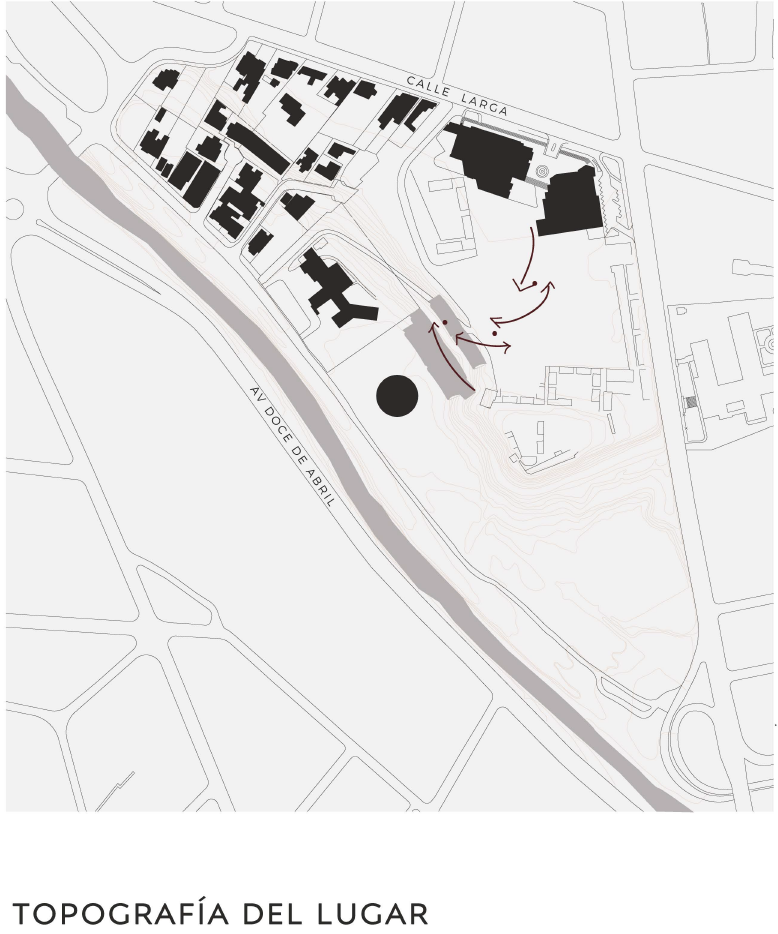 CALLE LARGA
AV DOCE DE ABRIL
TOPOGRAFÍA DEL LUGAR